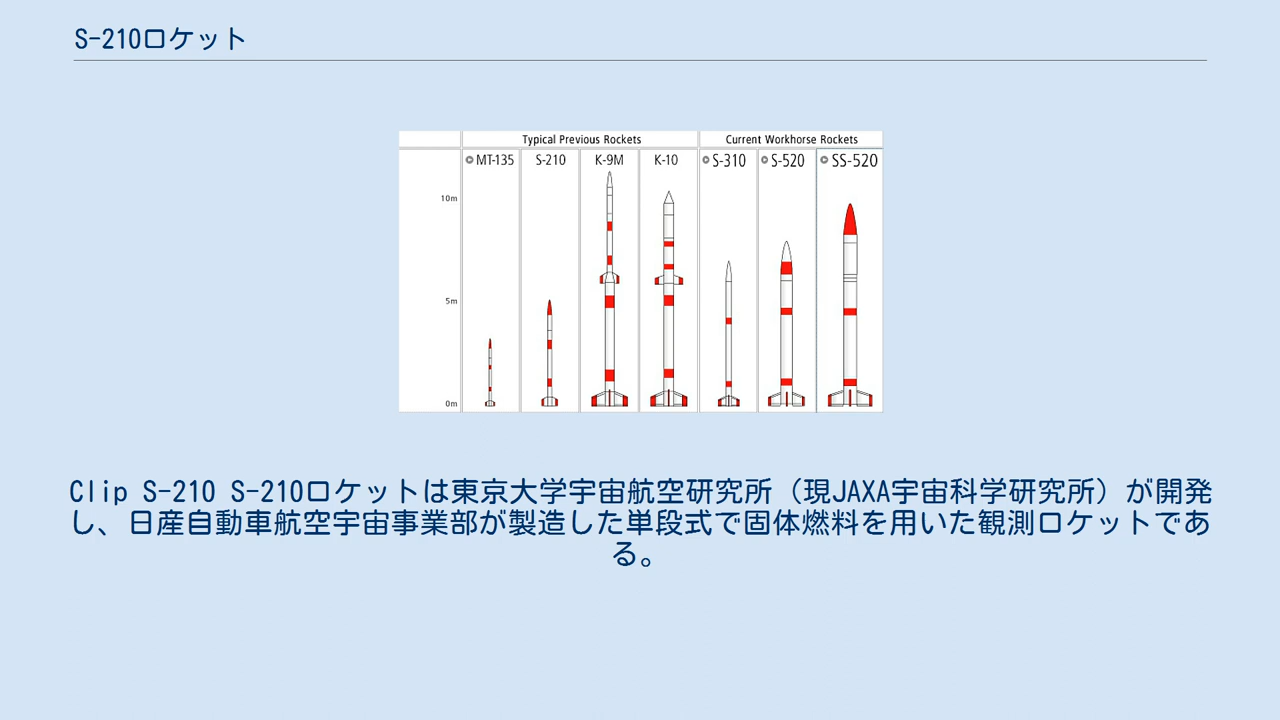 S-210ロケット
Typical Previous Rockets Current Workhorse Rockets
MT-135 S-210 K-9M K-10 S-310 S-520 SS-520
10m
5m
0m
Clip S-210 S-210ロケットは東京大学宇宙航空研究所（現JAXA宇宙科学研究所）が開発
し、日産自動車航空宇宙事業部が製造した単段式で固体燃料を用いた観測ロケットであ
る。